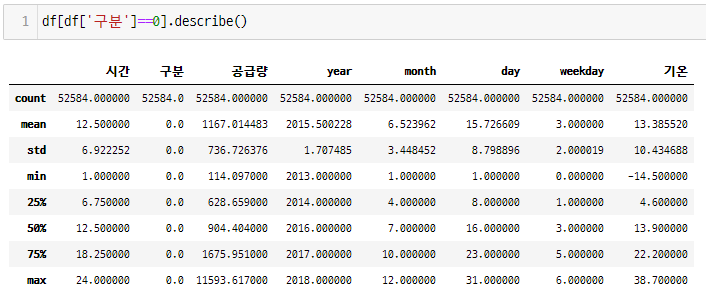 1 df[df['구분']==0].describe()
시간 구분 공급량 year month day weekday 기온
count 52584.000000 52584.0 52584.000000 52584.000000 52584.000000 52584.000000 52584.000000 52584.000000
mean 12.500000 0.0 1167.014483 2015.500228 6.523962 15.726609 3.000000 13.385520
std 6.922252 0.0 736.726376 1.707485 3.448452 8.798896 2.000019 10.434688
min 1.000000 0.0 114.097000 2013.000000 1.000000 1.000000 0.000000 -14.500000
25% 6.750000 0.0 628.659000 2014.000000 4.000000 8.000000 1.000000 4.600000
50% 12.500000 0.0 904.404000 2016.000000 7.000000 16.000000 3.000000 13.900000
75% 18.250000 0.0 1675.951000 2017.000000 10.000000 23.000000 5.000000 22.200000
max 24.000000 0.0 11593.617000 2018.000000 12.000000 31.000000 6.000000 38.700000